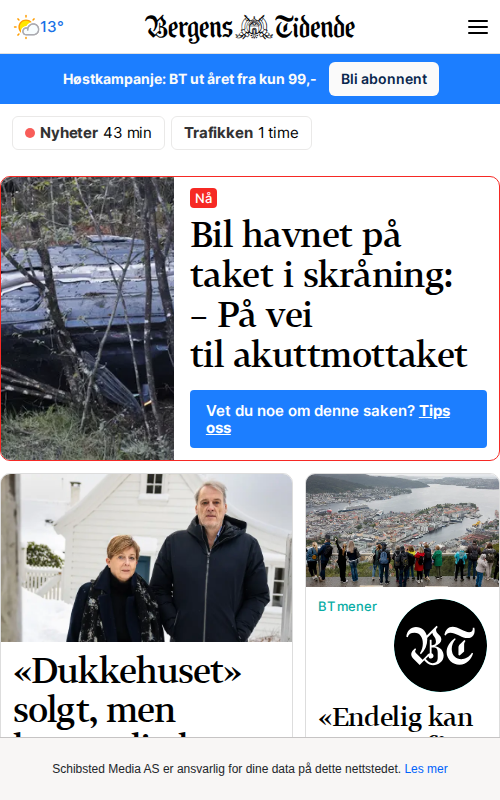 13°
Bergens Tidende
Høstkampanje: BT ut året fra kun 99,-
Bli abonnent
Nyheter 43 min
Trafikken 1 time
Nå
Bil havnet på
taket i skråning:
– På vei
til akuttmottaket
Vet du noe om denne saken? Tips
oss
«Dukkehuset»
solgt, men
BT mener
BT
«Endelig kan
Schibsted Media AS er ansvarlig for dine data på dette nettstedet. Les mer